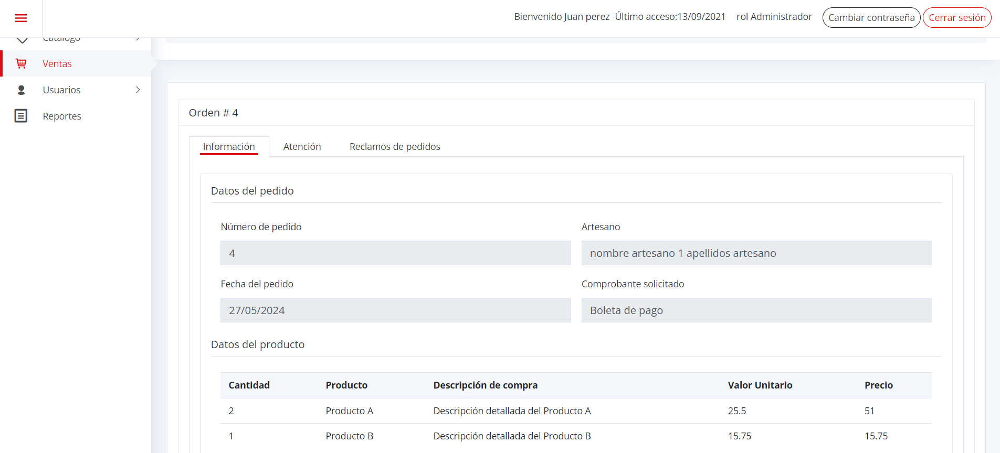 Bienvenido Juan perez Último acceso:13/09/2021 rol Administrador Cambiar contraseña Cerrar sesión
Catálogo
Ventas
Usuarios
Reportes
Orden # 4
Información Atención Reclamos de pedidos
Datos del pedido
Número de pedido Artesano
4 nombre artesano 1 apellidos artesano
Fecha del pedido Comprobante solicitado
27/05/2024 Boleta de pago
Datos del producto
Cantidad Producto Descripción de compra Valor Unitario Precio
2 Producto A Descripción detallada del Producto A 25.5 51
1 Producto B Descripción detallada del Producto B 15.75 15.75